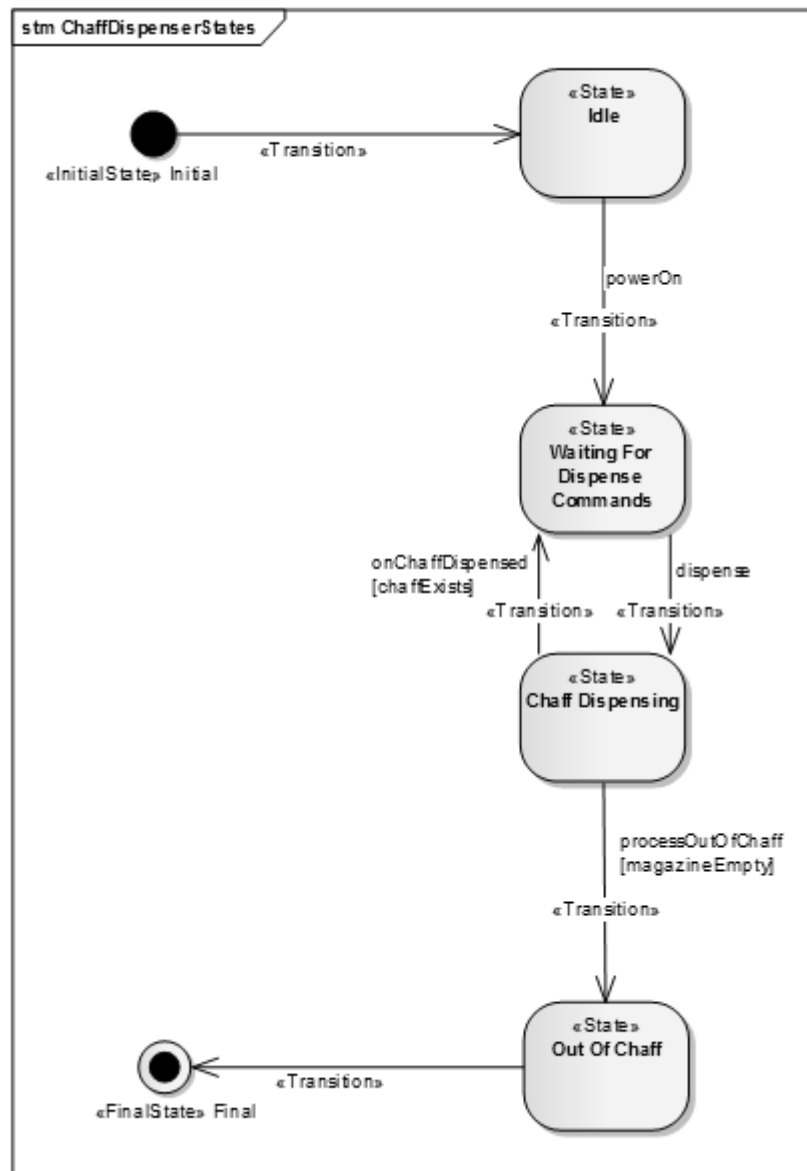 stm ChaffDispenserStates
«State»
Idle
«Transition»
«InitialState» Initial
powerOn
«Transition»
«State»
Waiting For
Dispense
Commands
onChaffDispensed
[chaffExists]
«Transition»
dispense
«Transition»
«State»
Chaff Dispensing
processOutOfChaff
[magazineEmpty]
«Transition»
«State»
Out Of Chaff
«Transition»
«FinalState» Final